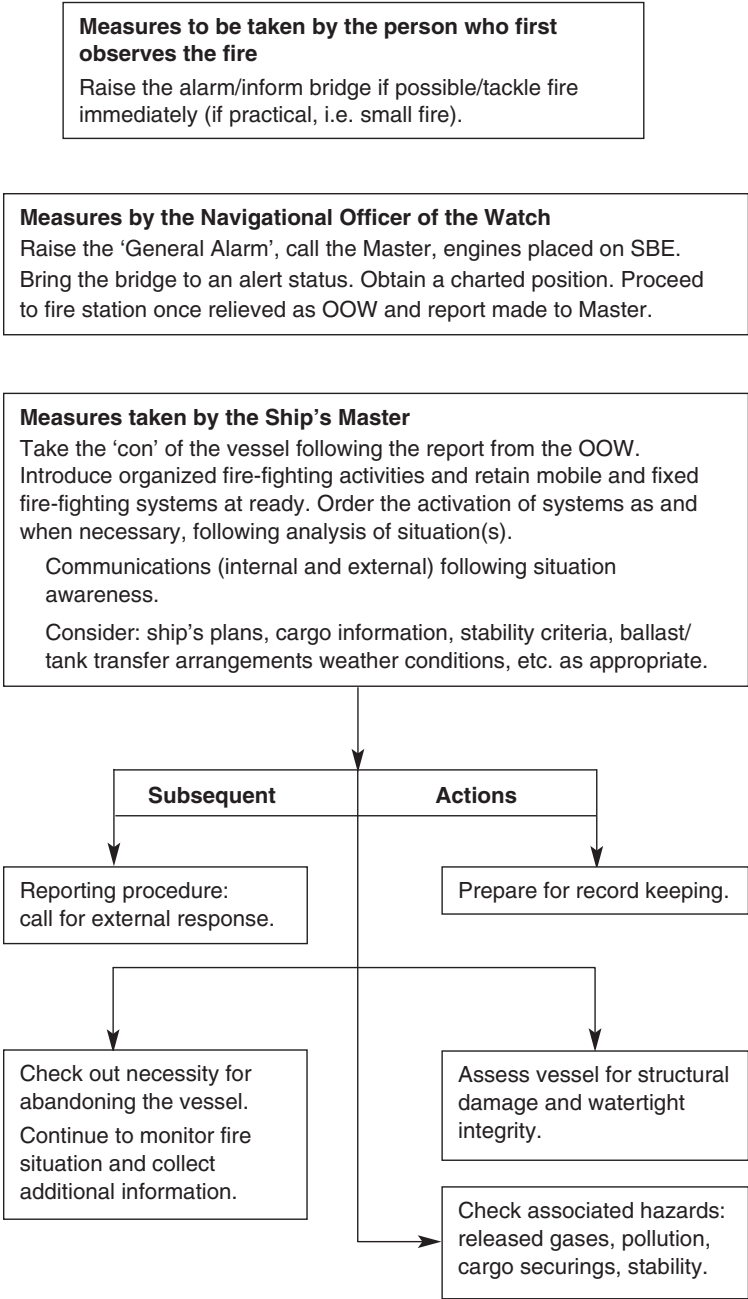 Measures to be taken by the person who first
observes the fire
Raise the alarm/inform bridge if possible/tackle fire
immediately (if practical, i.e. small fire).
Measures by the Navigational Officer of the Watch
Raise the ‘General Alarm’, call the Master, engines placed on SBE.
Bring the bridge to an alert status. Obtain a charted position. Proceed
to fire station once relieved as OOW and report made to Master.
Measures taken by the Ship’s Master
Take the ‘con’ of the vessel following the report from the OOW.
Introduce organized fire-fighting activities and retain mobile and fixed
fire-fighting systems at ready. Order the activation of systems as and
when necessary, following analysis of situation(s).
Communications (internal and external) following situation
awareness.
Consider: ship’s plans, cargo information, stability criteria, ballast/
tank transfer arrangements weather conditions, etc. as appropriate.
Subsequent Actions
Reporting procedure:
call for external response.
Prepare for record keeping.
Check out necessity for
abandoning the vessel.
Continue to monitor fire
situation and collect
additional information.
Assess vessel for structural
damage and watertight
integrity.
Check associated hazards:
released gases, pollution,
cargo securings, stability.